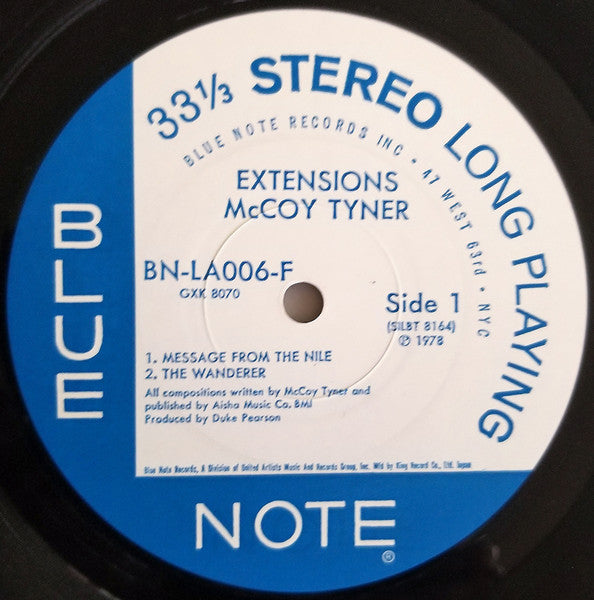 33⅓ STEREO LONG PLAYING
BLUE NOTE RECORDS INC • 47 WEST 63rd • NYC
EXTENSIONS
McCOY TYNER
BN-LA006-F
GXK 8070
Side 1
(SILBT 8164)
℗ 1978
1. MESSAGE FROM THE NILE
2. THE WANDERER
All compositions written by McCoy Tyner and
published by Aisha Music Co. BMI
Produced by Duke Pearson
Blue Note Records, A Division of United Artists Music And Records Group, Inc. Mfd by King Record Co., Ltd. Japan
BLUE
NOTE®